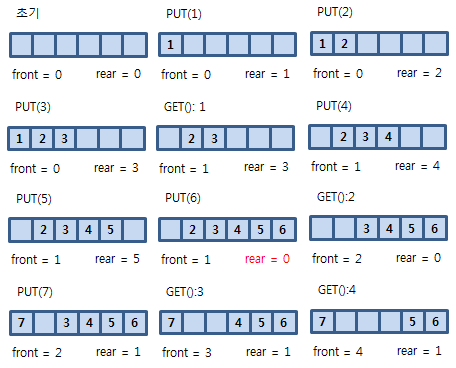 초기
front = 0 rear = 0
PUT(1)
1
front = 0 rear = 1
PUT(2)
1 2
front = 0 rear = 2
PUT(3)
1 2 3
front = 0 rear = 3
GET(): 1
2 3
front = 1 rear = 3
PUT(4)
2 3 4
front = 1 rear = 4
PUT(5)
2 3 4 5
front = 1 rear = 5
PUT(6)
2 3 4 5 6
front = 1 rear = 0
GET():2
3 4 5 6
front = 2 rear = 0
PUT(7)
7 3 4 5 6
front = 2 rear = 1
GET():3
7 4 5 6
front = 3 rear = 1
GET():4
7 5 6
front = 4 rear = 1